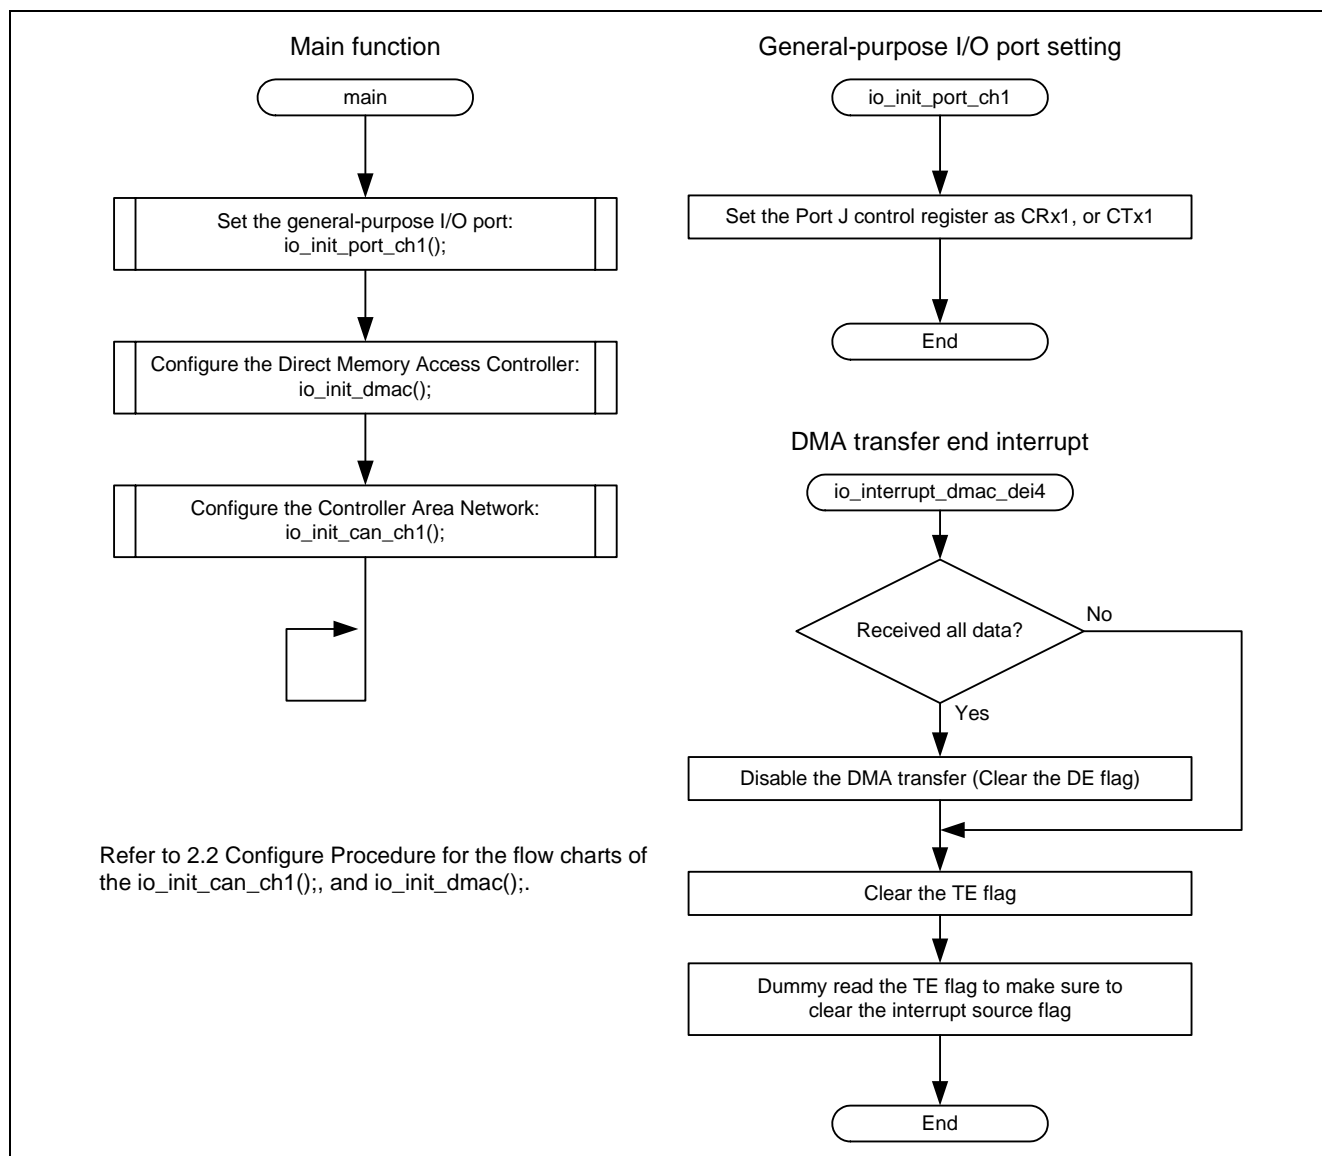 Main function
main
Set the general-purpose I/O port:
io_init_port_ch1();
Configure the Direct Memory Access Controller:
io_init_dmac();
Configure the Controller Area Network:
io_init_can_ch1();
Refer to 2.2 Configure Procedure for the flow charts of
the io_init_can_ch1();, and io_init_dmac();.
General-purpose I/O port setting
io_init_port_ch1
Set the Port J control register as CRx1, or CTx1
End
DMA transfer end interrupt
io_interrupt_dmac_dei4
Received all data?
No
Yes
Disable the DMA transfer (Clear the DE flag)
Clear the TE flag
Dummy read the TE flag to make sure to
clear the interrupt source flag
End